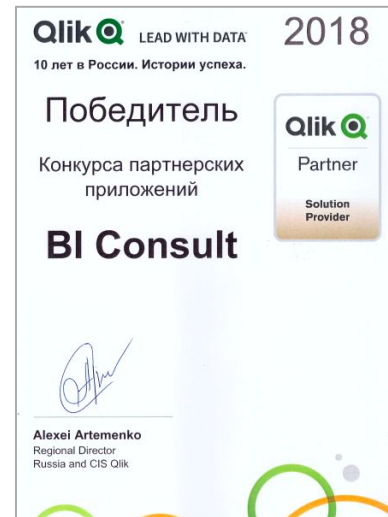 Qlik LEAD WITH DATA
2018
10 лет в России. Истории успеха.
Победитель
Конкурса партнерских
приложений
BI Consult
Qlik
Partner
Solution
Provider
Alexei Artemenko
Regional Director
Russia and CIS Qlik